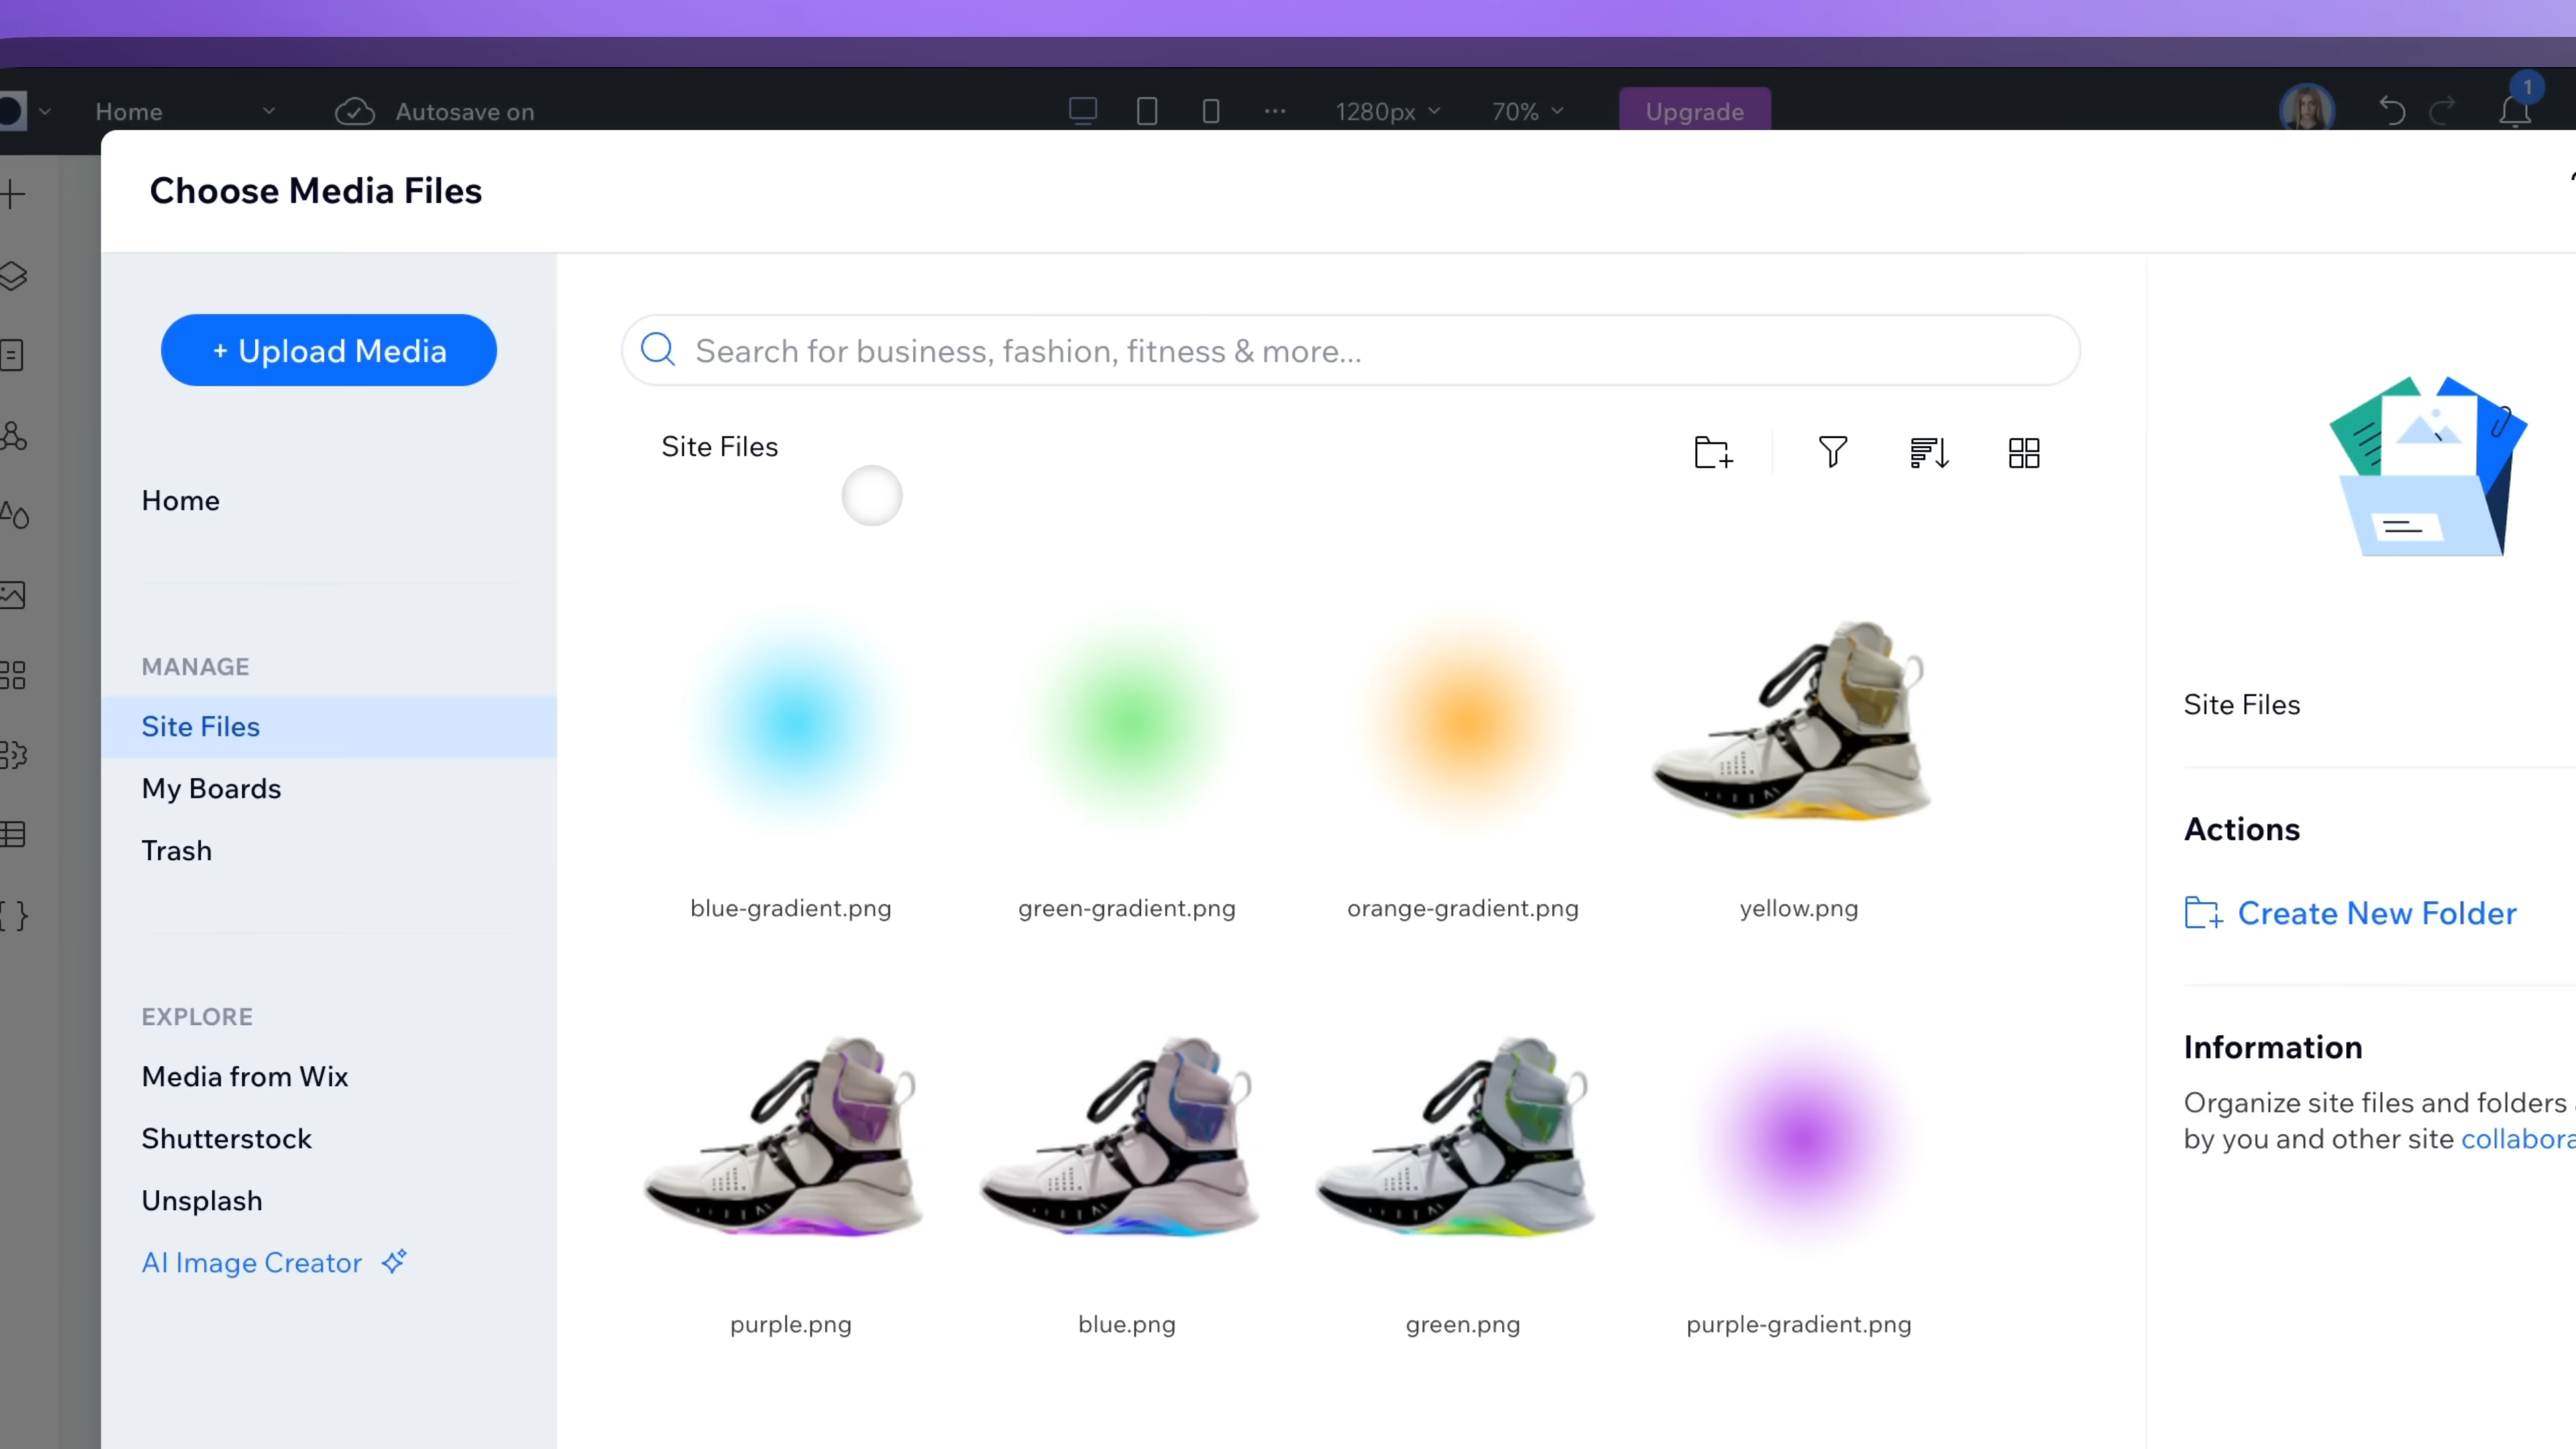 Home
Autosave on
1280px
70%
Upgrade
1
Choose Media Files
+ Upload Media
Search for business, fashion, fitness & more...
Site Files
Home
MANAGE
Site Files
My Boards
Trash
EXPLORE
Media from Wix
Shutterstock
Unsplash
AI Image Creator
blue-gradient.png
green-gradient.png
orange-gradient.png
yellow.png
purple.png
blue.png
green.png
purple-gradient.png
Site Files
Actions
Create New Folder
Information
Organize site files and folders
by you and other site